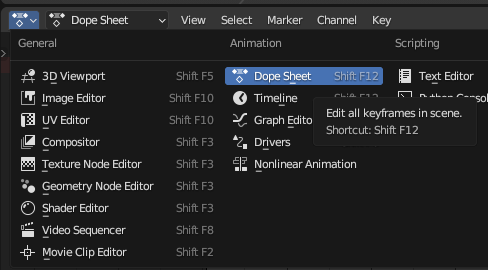 Dope Sheet View Select Marker Channel Key
General
3D Viewport Shift F5
Image Editor Shift F10
UV Editor Shift F10
Compositor Shift F3
Texture Node Editor Shift F3
Geometry Node Editor Shift F3
Shader Editor Shift F3
Video Sequencer Shift F8
Movie Clip Editor Shift F2
Animation
Dope Sheet Shift F12
Timeline Shift F12
Graph Edito
Drivers
Nonlinear Animation
Scripting
Text Editor
Python Consol
Edit all keyframes in scene.
Shortcut: Shift F12